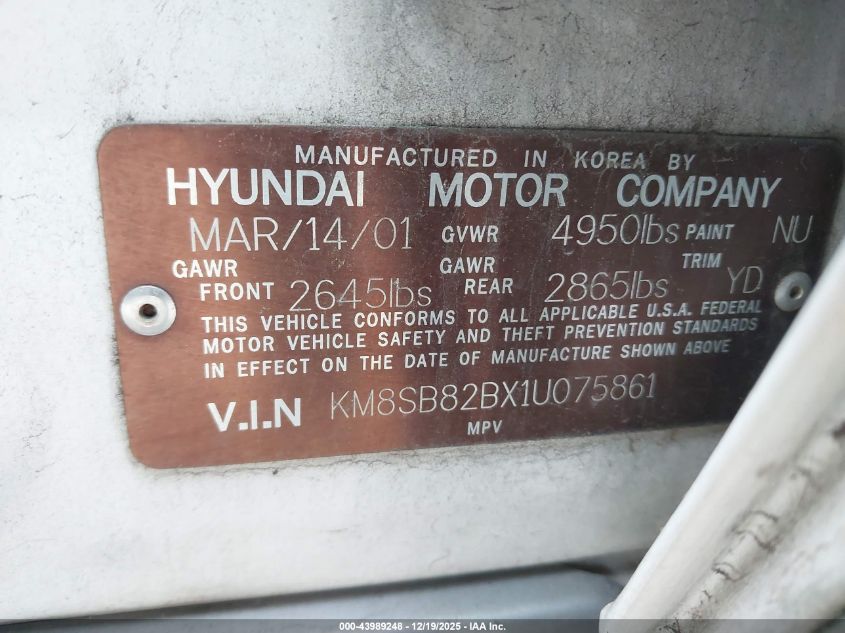 MANUFACTURED IN KOREA BY
HYUNDAI MOTOR COMPANY
MAR/14/01 GVWR 4950lbs PAINT NU
GAWR FRONT 2645lbs GAWR REAR 2865lbs TRIM YD
THIS VEHICLE CONFORMS TO ALL APPLICABLE U.S.A. FEDERAL
MOTOR VEHICLE SAFETY AND THEFT PREVENTION STANDARDS
IN EFFECT ON THE DATE OF MANUFACTURE SHOWN ABOVE
V.I.N KM8SB82BX1U075861
MPV
000-43989248 - 12/19/2025 - IAA Inc.